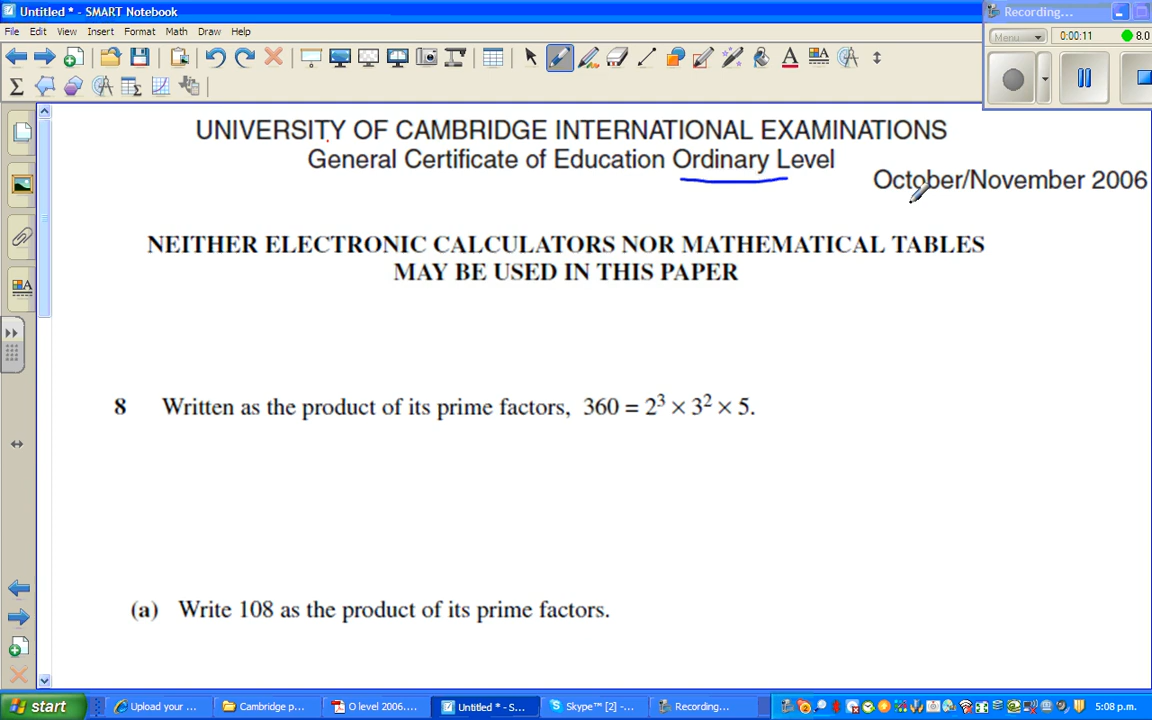 Untitled * - SMART Notebook
Recording...
File Edit View Insert Format Math Draw Help
Menu
0:00:11
8.0
UNIVERSITY OF CAMBRIDGE INTERNATIONAL EXAMINATIONS
General Certificate of Education Ordinary Level
October/November 2006
NEITHER ELECTRONIC CALCULATORS NOR MATHEMATICAL TABLES
MAY BE USED IN THIS PAPER
8 Written as the product of its prime factors, 360 = 2³ × 3² × 5.
(a) Write 108 as the product of its prime factors.
start
Upload your ...
Cambridge p...
O level 2006....
Untitled * - S...
Skype™ [2] -...
Recording...
5:08 p.m.